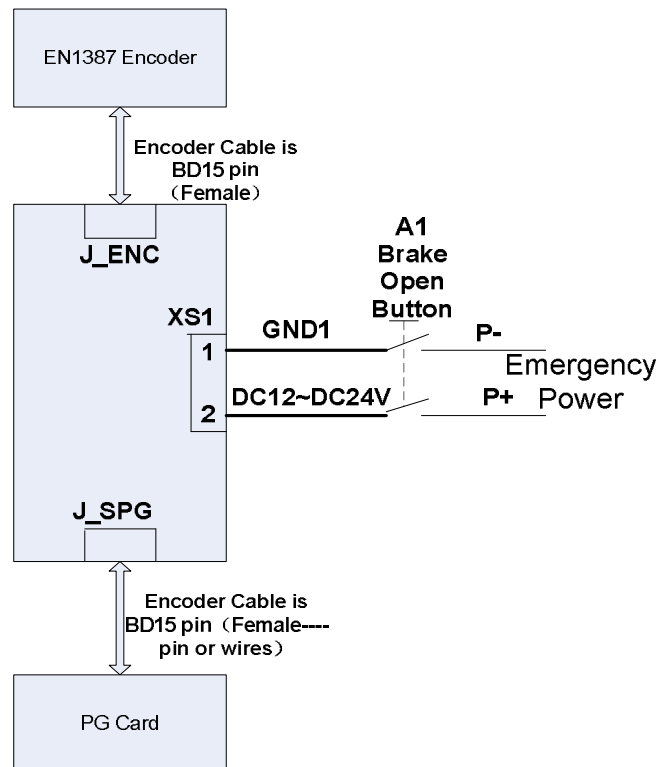 EN1387 Encoder
Encoder Cable is
BD15 pin
（Female）
J_ENC
A1
Brake
Open
Button
XS1
1
GND1
P-
Emergency
Power
2
DC12~DC24V
P+
J_SPG
Encoder Cable is
BD15 pin（Female----
pin or wires）
PG Card